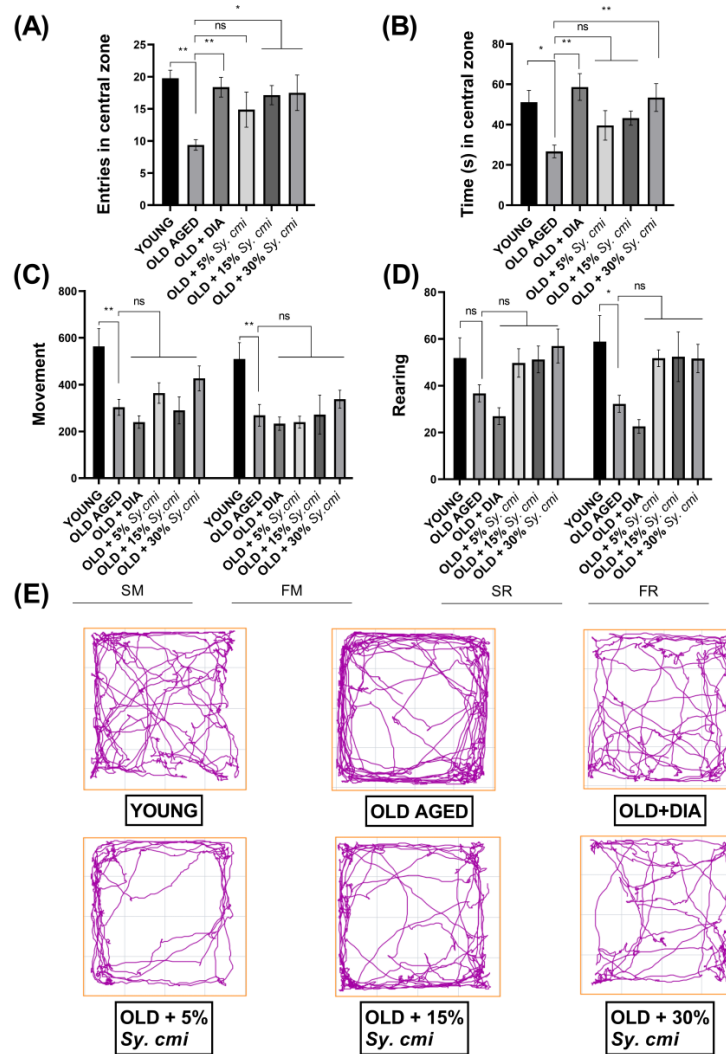 (A)
*
ns
**
**
Entries in central zone
25
20
15
10
5
0
YOUNG
OLD AGED
OLD + DIA
OLD + 5% Sy. cmi
OLD + 15% Sy. cmi
OLD + 30% Sy. cmi
(B)
**
ns
*
**
Time (s) in central zone
80
60
40
20
0
YOUNG
OLD AGED
OLD + DIA
OLD + 5% Sy. cmi
OLD + 15% Sy. cmi
OLD + 30% Sy. cmi
(C)
Movement
800
600
400
200
0
**
ns
**
ns
YOUNG
OLD AGED
OLD + DIA
OLD + 5% Sy.cmi
OLD + 15% Sy.cmi
OLD + 30% Sy.cmi
YOUNG
OLD AGED
OLD + DIA
OLD + 5% Sy.cmi
OLD + 15% Sy.cmi
OLD + 30% Sy.cmi
SM
FM
(D)
Rearing
80
60
40
20
0
ns
ns
*
ns
YOUNG
OLD AGED
OLD + DIA
OLD + 5% Sy.cmi
OLD + 15% Sy.cmi
OLD + 30% Sy.cmi
YOUNG
OLD AGED
OLD + DIA
OLD + 5% Sy.cmi
OLD + 15% Sy.cmi
OLD + 30% Sy.cmi
SR
FR
(E)
YOUNG
OLD AGED
OLD+DIA
OLD + 5%
Sy. cmi
OLD + 15%
Sy. cmi
OLD + 30%
Sy. cmi